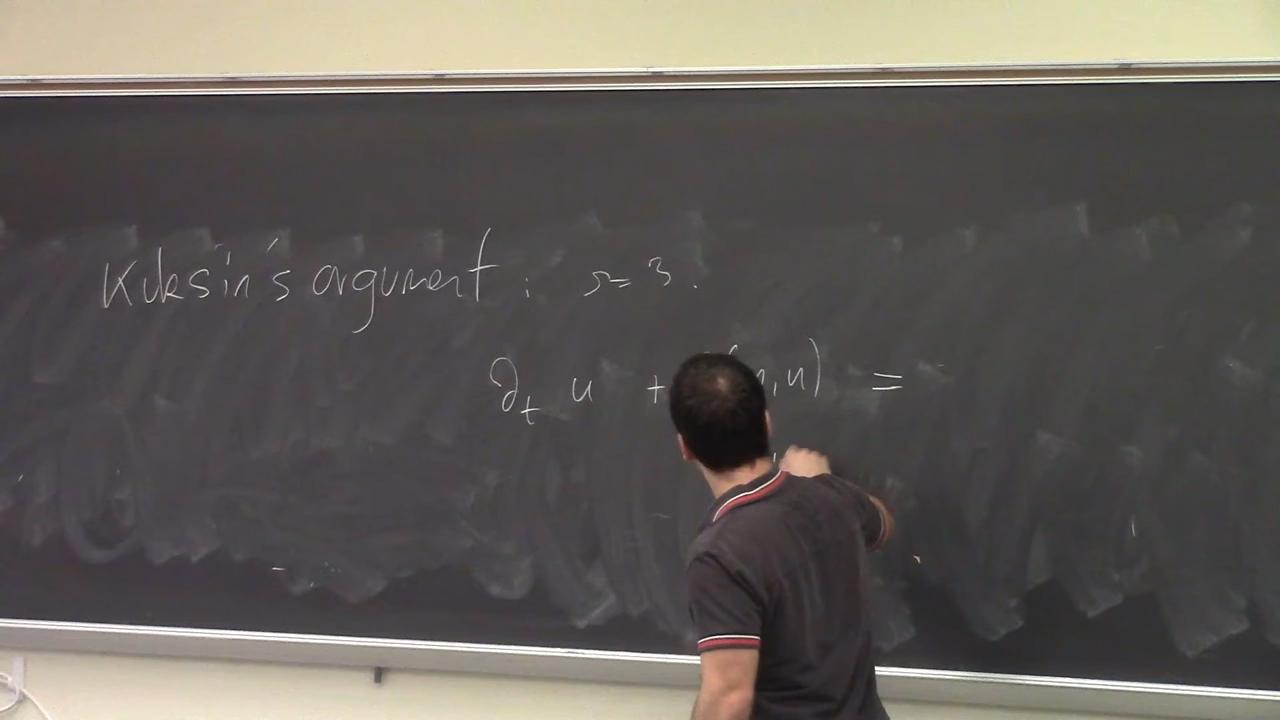 Kuksin's argument : s=3.
∂_t u + (u,u) =